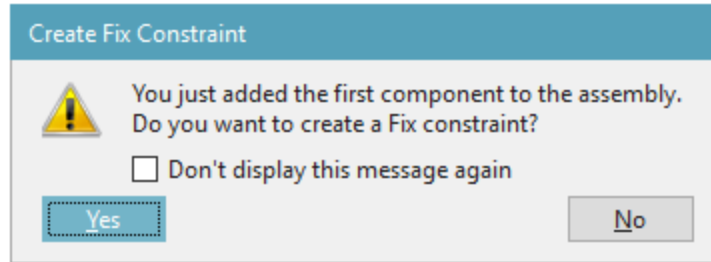 Create Fix Constraint
You just added the first component to the assembly.
Do you want to create a Fix constraint?
Don't display this message again
Yes
No